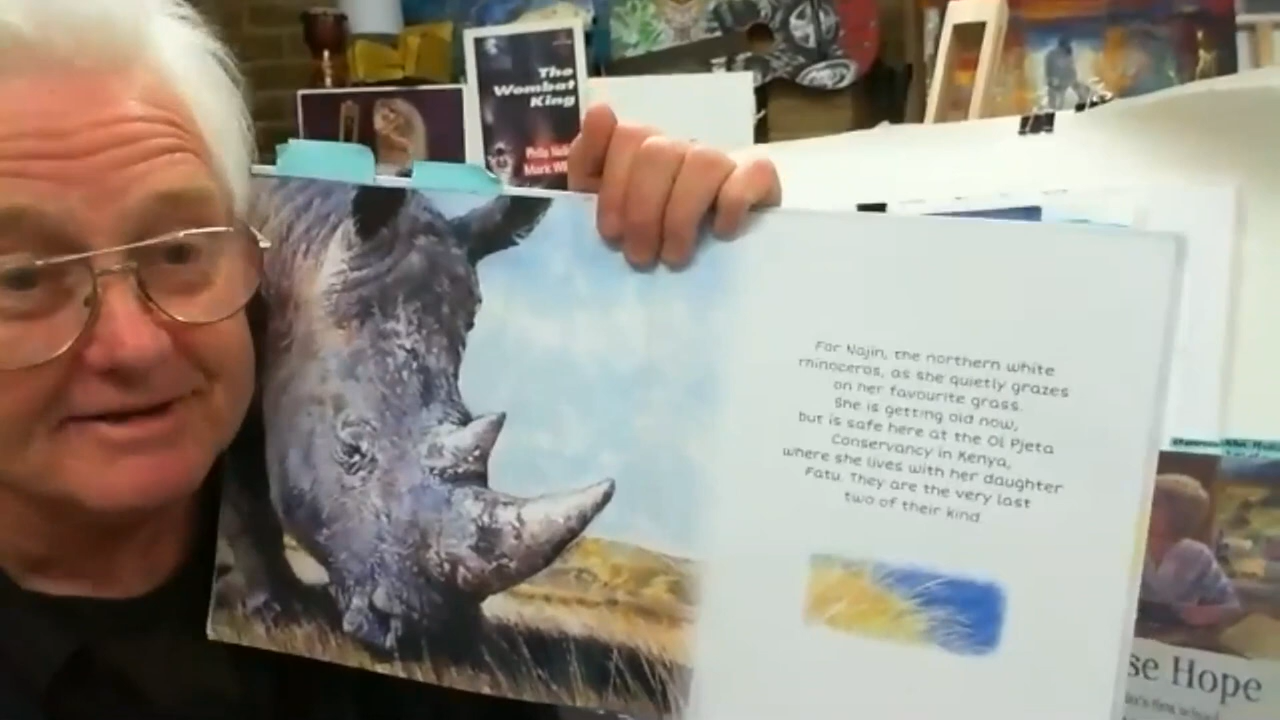 The
Wombat
King
For Najin, the northern white
rhinoceros, as she quietly grazes
on her favourite grass.
She is getting old now,
but is safe here at the Ol Pjeta
Conservancy in Kenya,
where she lives with her daughter
Fatu. They are the very last
two of their kind
se Hope